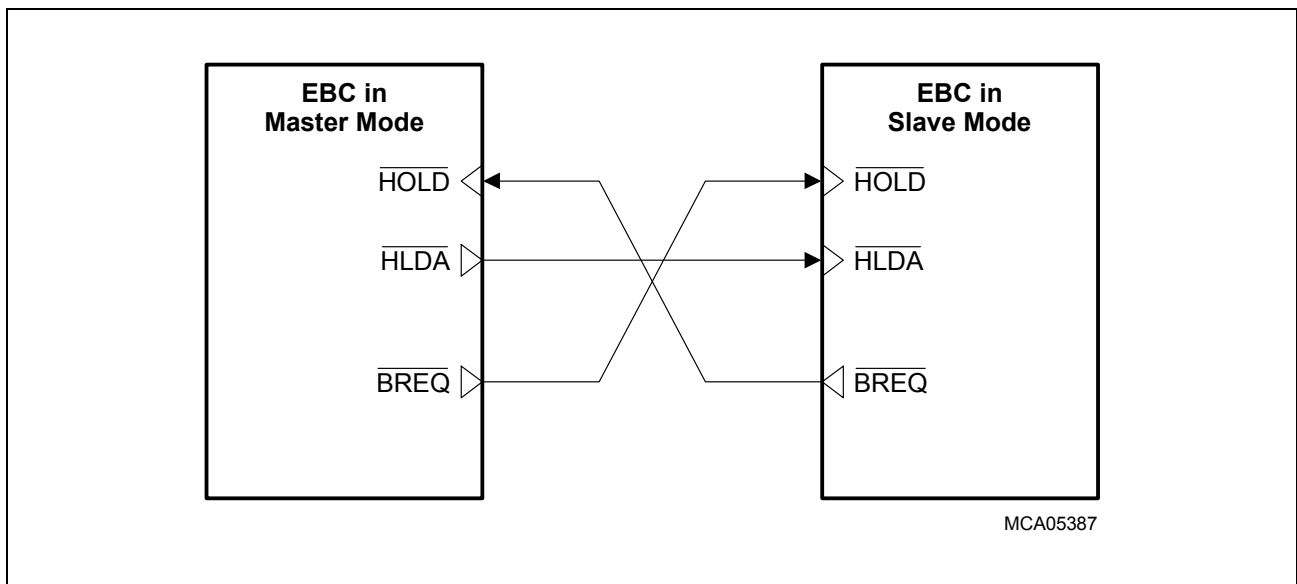 EBC in
Master Mode
HOLD
HLDA
BREQ
EBC in
Slave Mode
HOLD
HLDA
BREQ
MCA05387